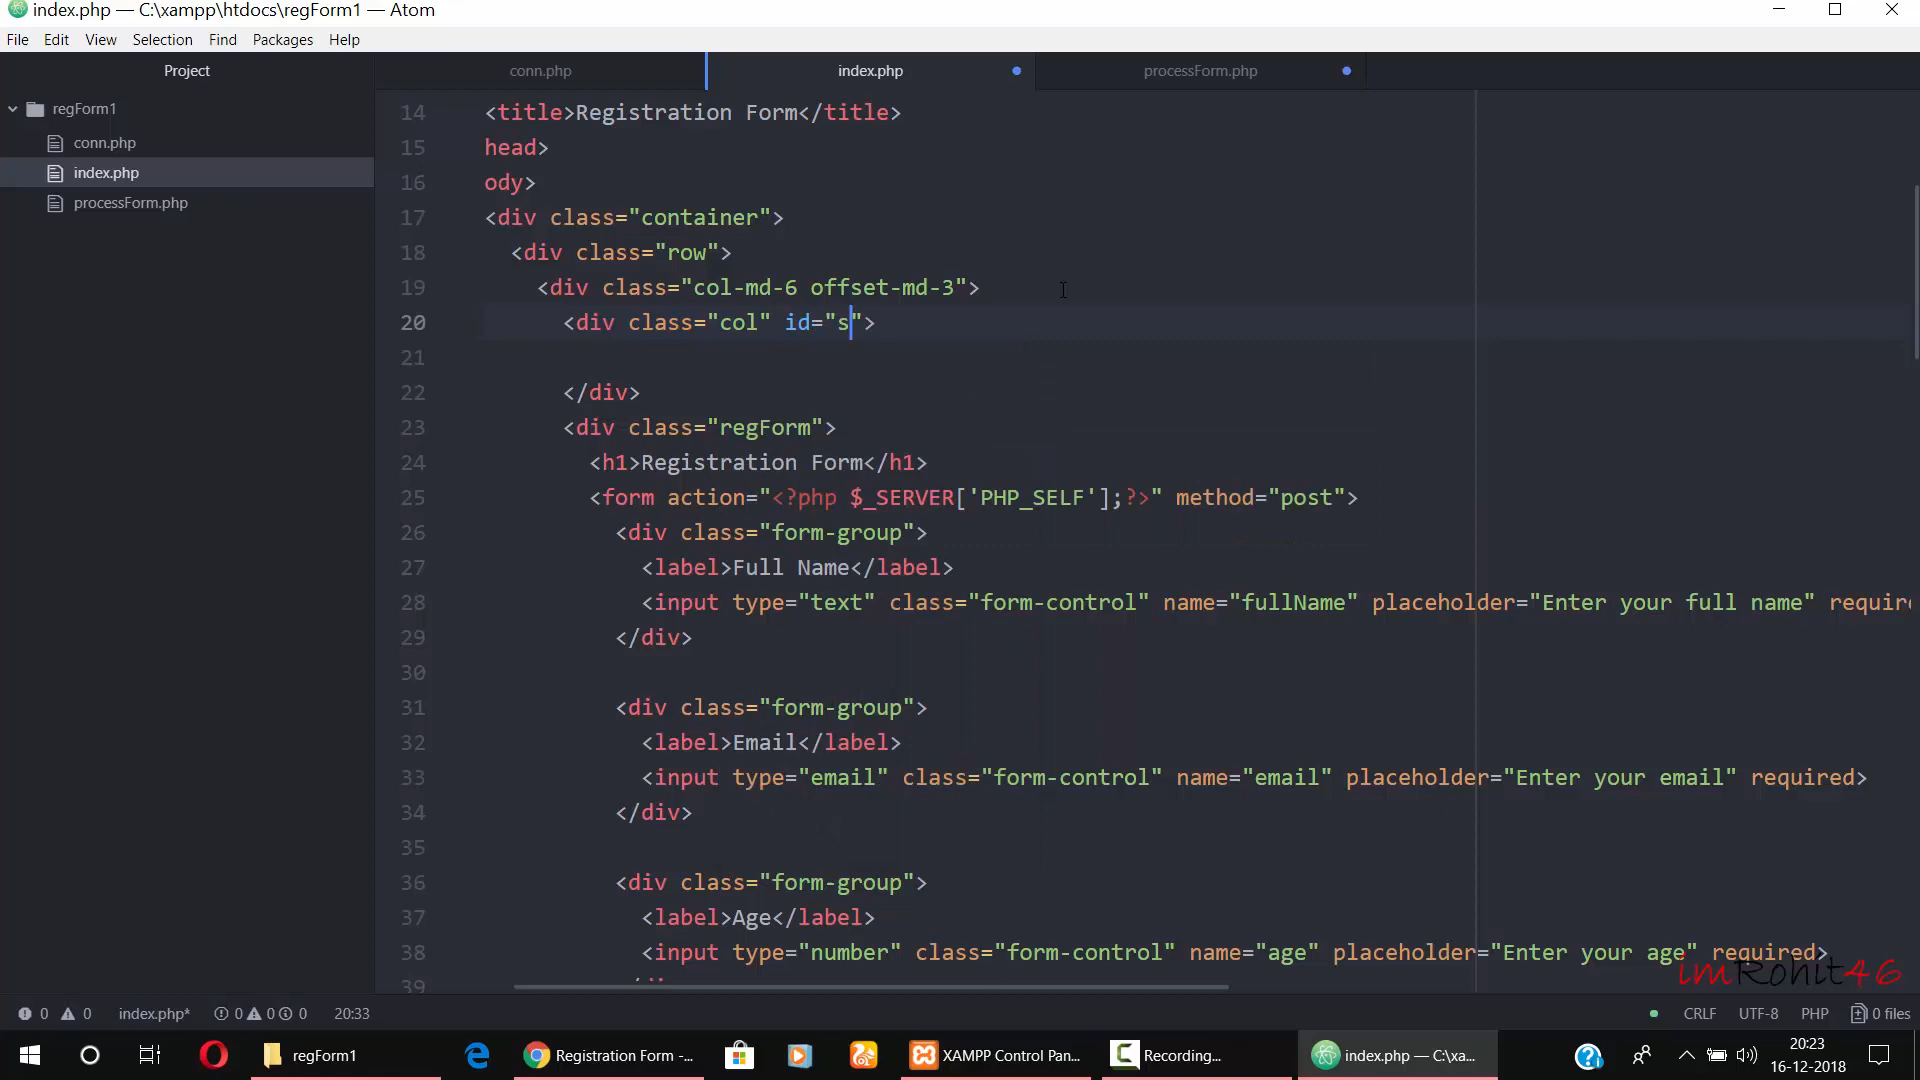 index.php — C:\xampp\htdocs\regForm1 — Atom
File Edit View Selection Find Packages Help
Project
conn.php index.php processForm.php
regForm1
conn.php
index.php
processForm.php
14 <title>Registration Form</title>
15 head>
16 ody>
17 <div class="container">
18 <div class="row">
19 <div class="col-md-6 offset-md-3">
20 <div class="col" id="s">
21
22 </div>
23 <div class="regForm">
24 <h1>Registration Form</h1>
25 <form action="<?php $_SERVER['PHP_SELF'];?>" method="post">
26 <div class="form-group">
27 <label>Full Name</label>
28 <input type="text" class="form-control" name="fullName" placeholder="Enter your full name" require
29 </div>
30
31 <div class="form-group">
32 <label>Email</label>
33 <input type="email" class="form-control" name="email" placeholder="Enter your email" required>
34 </div>
35
36 <div class="form-group">
37 <label>Age</label>
38 <input type="number" class="form-control" name="age" placeholder="Enter your age" required>
39
imRohit46
0 0 index.php* 0 0 0 20:33 CRLF UTF-8 PHP 0 files
regForm1 Registration Form -... XAMPP Control Pan... Recording... index.php — C:\xa... 20:23
16-12-2018